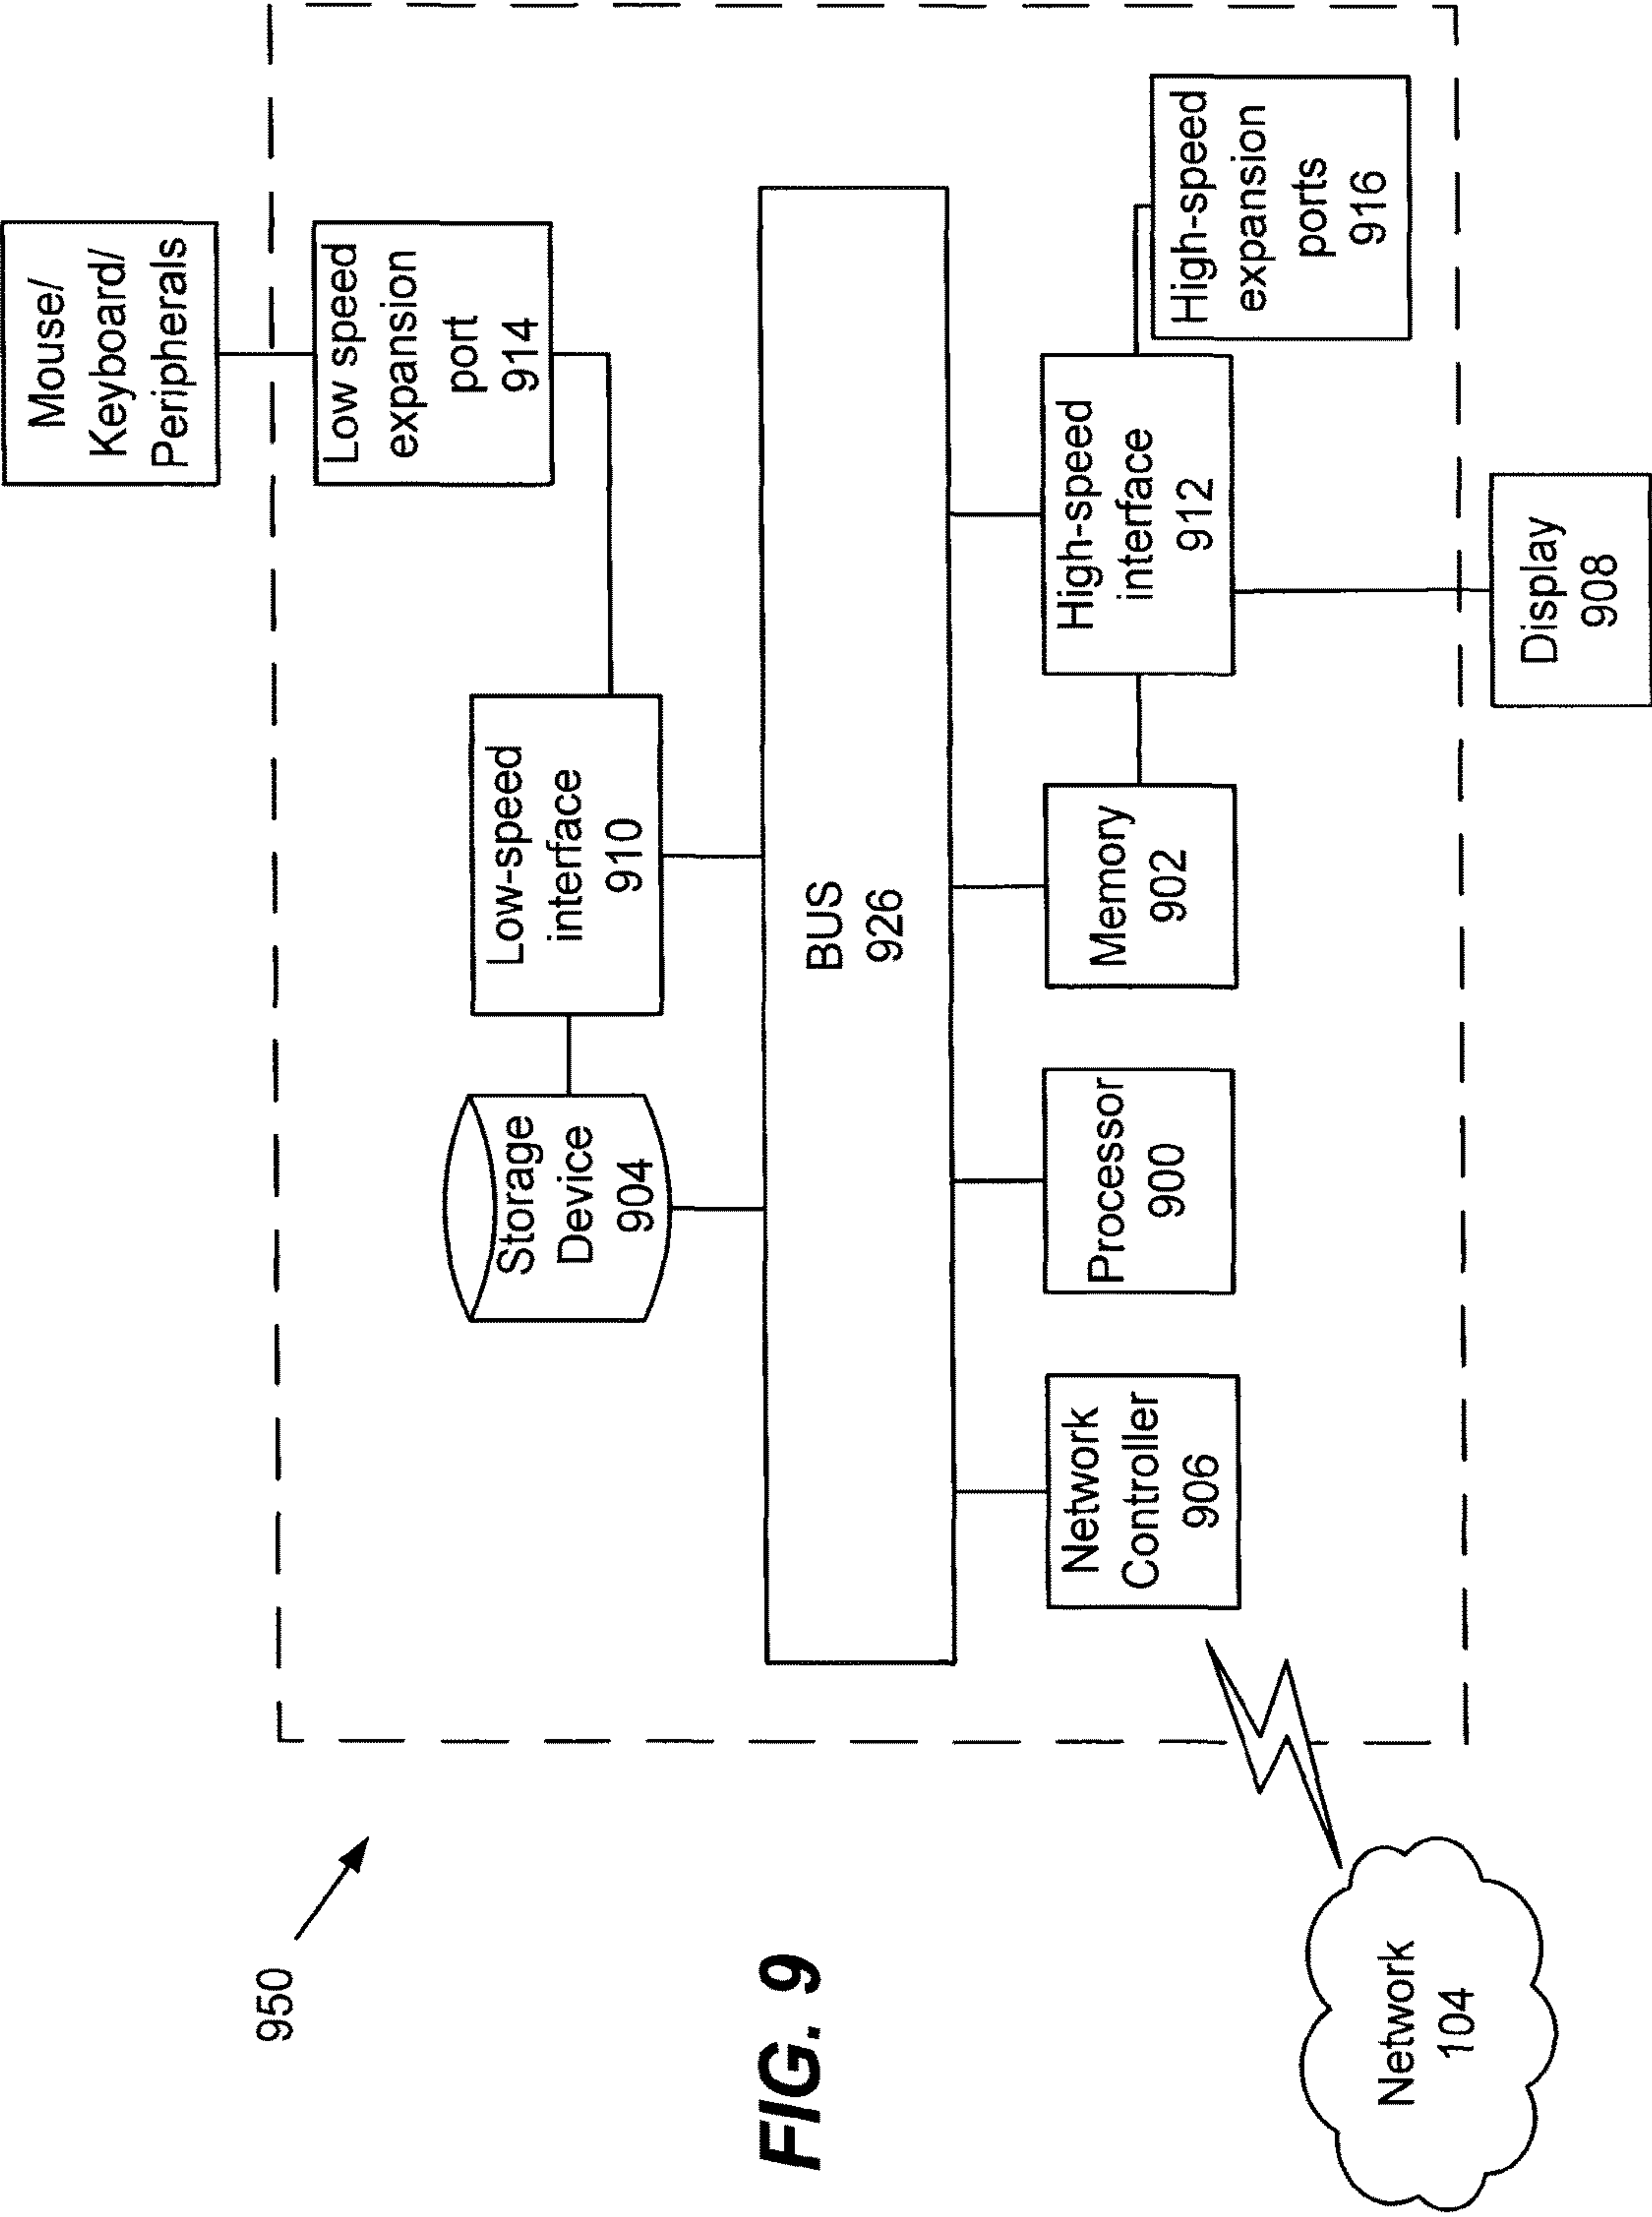 950
Mouse/
Keyboard/
Peripherals
Low speed
expansion
port
914
Storage
Device
904
Low-speed
interface
910
BUS
926
Network
Controller
906
Processor
900
Memory
902
High-speed
interface
912
High-speed
expansion
ports
916
Display
908
Network
104
FIG. 9